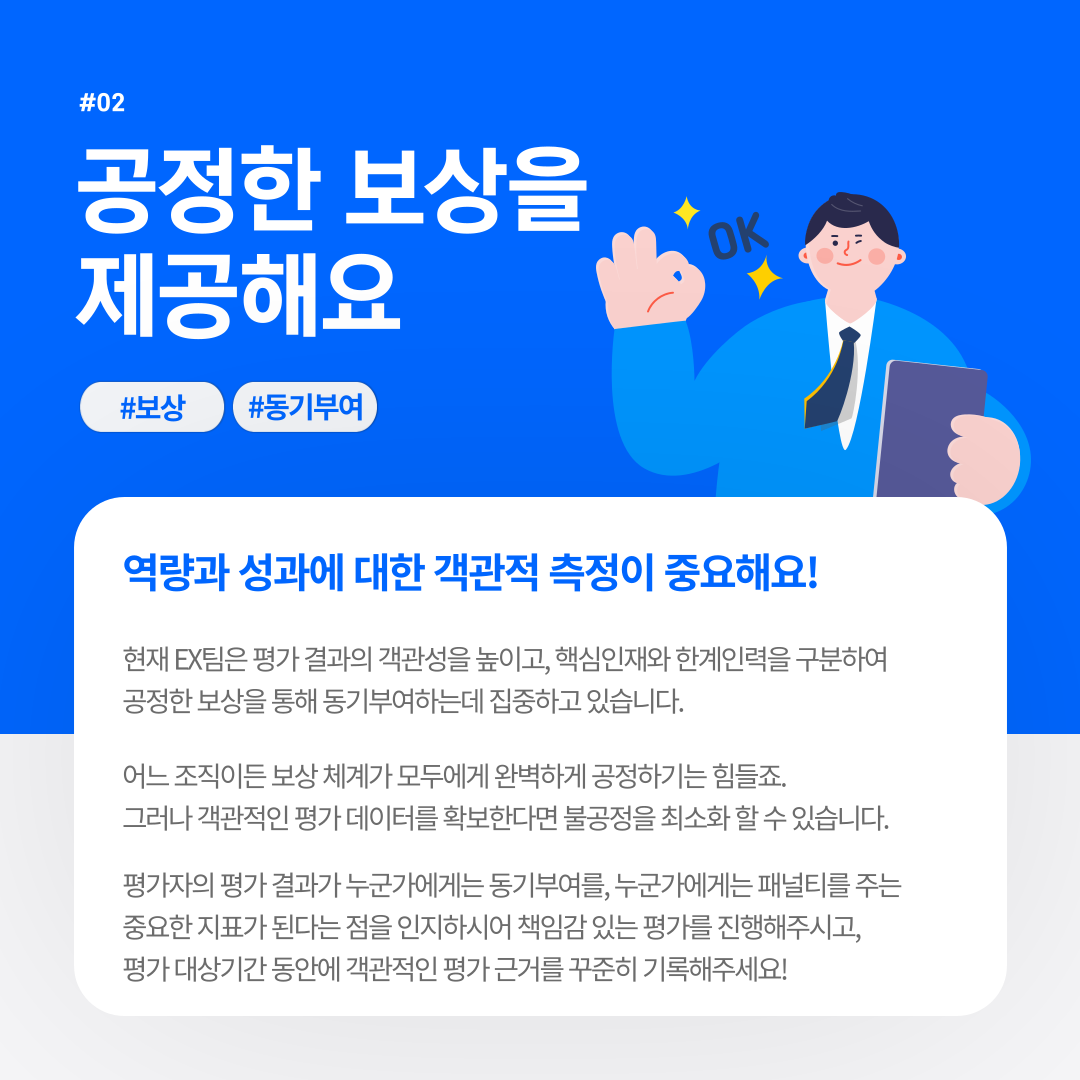 #02
공정한 보상을
제공해요
OK
#보상 #동기부여
역량과 성과에 대한 객관적 측정이 중요해요!
현재 EX팀은 평가 결과의 객관성을 높이고, 핵심인재와 한계인력을 구분하여
공정한 보상을 통해 동기부여하는데 집중하고 있습니다.
어느 조직이든 보상 체계가 모두에게 완벽하게 공정하기는 힘들죠.
그러나 객관적인 평가 데이터를 확보한다면 불공정을 최소화 할 수 있습니다.
평가자의 평가 결과가 누군가에게는 동기부여를, 누군가에게는 패널티를 주는
중요한 지표가 된다는 점을 인지하시어 책임감 있는 평가를 진행해주시고,
평가 대상기간 동안에 객관적인 평가 근거를 꾸준히 기록해주세요!